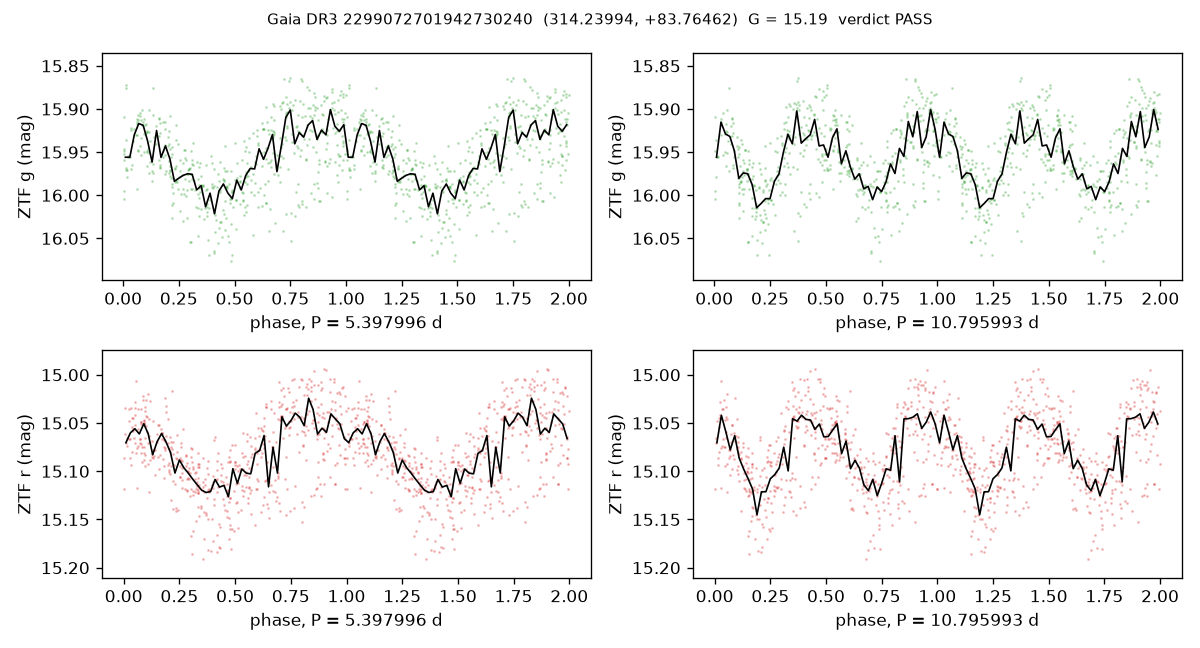 Gaia DR3 2299072701942730240 (314.23994, +83.76462) G = 15.19 verdict PASS
15.85
15.90
15.95
16.00
16.05
ZTF g (mag)
0.00 0.25 0.50 0.75 1.00 1.25 1.50 1.75 2.00
phase, P = 5.397996 d
15.85
15.90
15.95
16.00
16.05
ZTF g (mag)
0.00 0.25 0.50 0.75 1.00 1.25 1.50 1.75 2.00
phase, P = 10.795993 d
15.00
15.05
15.10
15.15
15.20
ZTF r (mag)
0.00 0.25 0.50 0.75 1.00 1.25 1.50 1.75 2.00
phase, P = 5.397996 d
15.00
15.05
15.10
15.15
15.20
ZTF r (mag)
0.00 0.25 0.50 0.75 1.00 1.25 1.50 1.75 2.00
phase, P = 10.795993 d